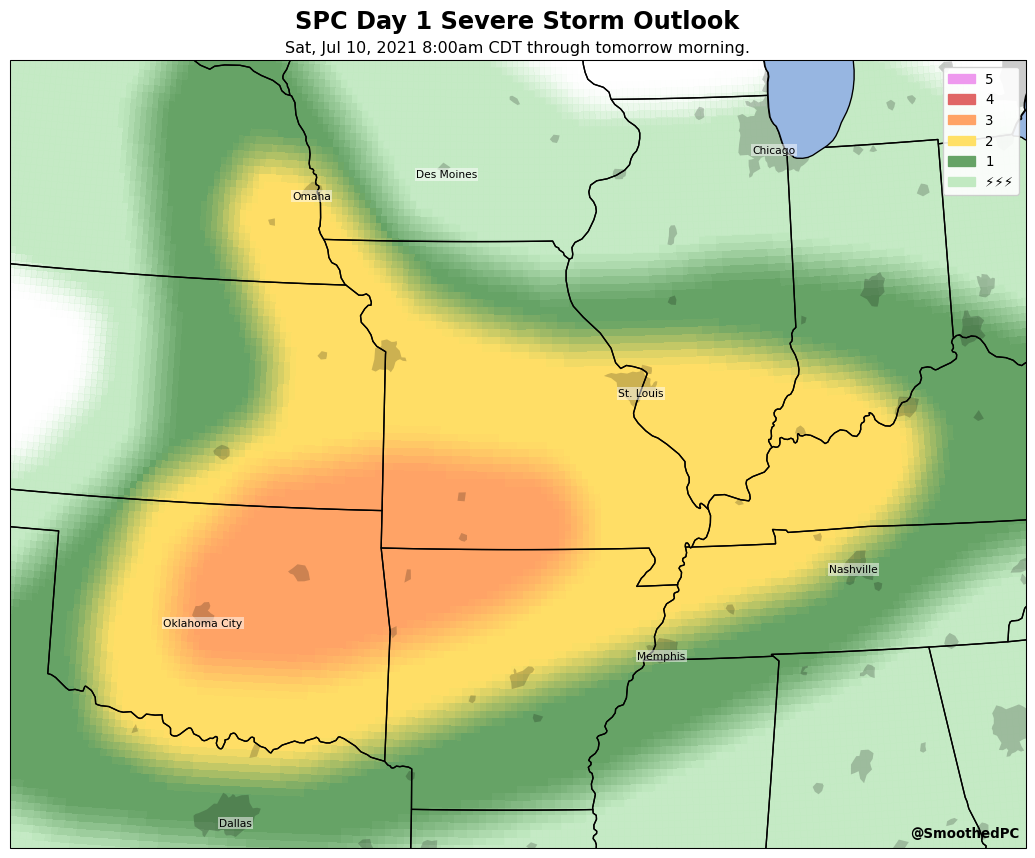 SPC Day 1 Severe Storm Outlook
Sat, Jul 10, 2021 8:00am CDT through tomorrow morning.
5
4
3
2
1
⚡⚡⚡
Chicago
Des Moines
Omaha
St. Louis
Nashville
Oklahoma City
Memphis
Dallas
@SmoothedPC